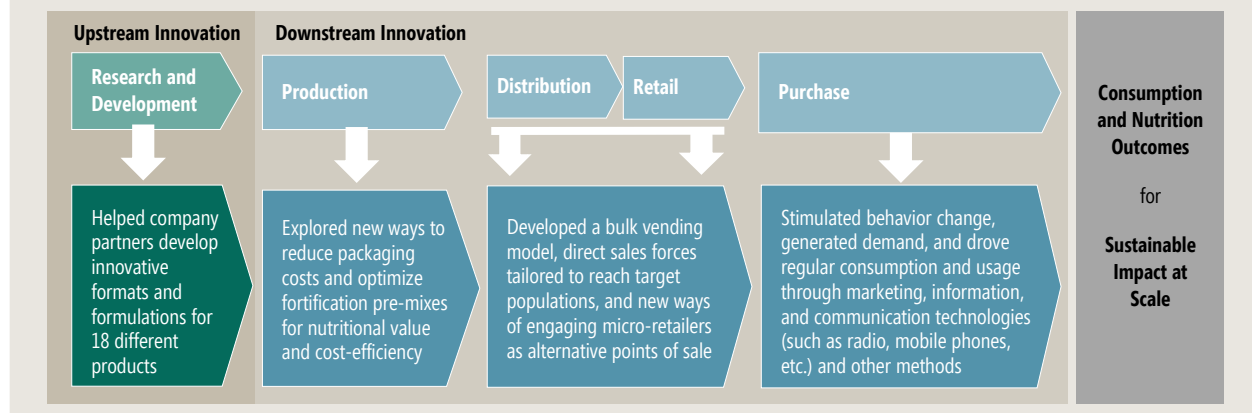 Upstream Innovation
Downstream Innovation
Research and
Development
Production
Distribution
Retail
Purchase
Helped company
partners develop
innovative
formats and
formulations for
18 different
products
Explored new ways to
reduce packaging
costs and optimize
fortification pre-mixes
for nutritional value
and cost-efficiency
Developed a bulk vending
model, direct sales forces
tailored to reach target
populations, and new ways
of engaging micro-retailers
as alternative points of sale
Stimulated behavior change,
generated demand, and drove
regular consumption and usage
through marketing, information,
and communication technologies
(such as radio, mobile phones,
etc.) and other methods
Consumption
and Nutrition
Outcomes
for
Sustainable
Impact at
Scale